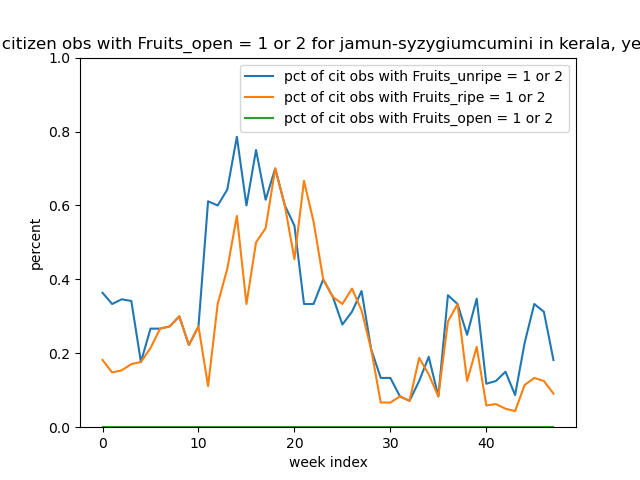 citizen obs with Fruits_open = 1 or 2 for jamun-syzygiumcumini in kerala, ye
pct of cit obs with Fruits_unripe = 1 or 2
pct of cit obs with Fruits_ripe = 1 or 2
pct of cit obs with Fruits_open = 1 or 2
percent
1.0
0.8
0.6
0.4
0.2
0.0
0 10 20 30 40
week index